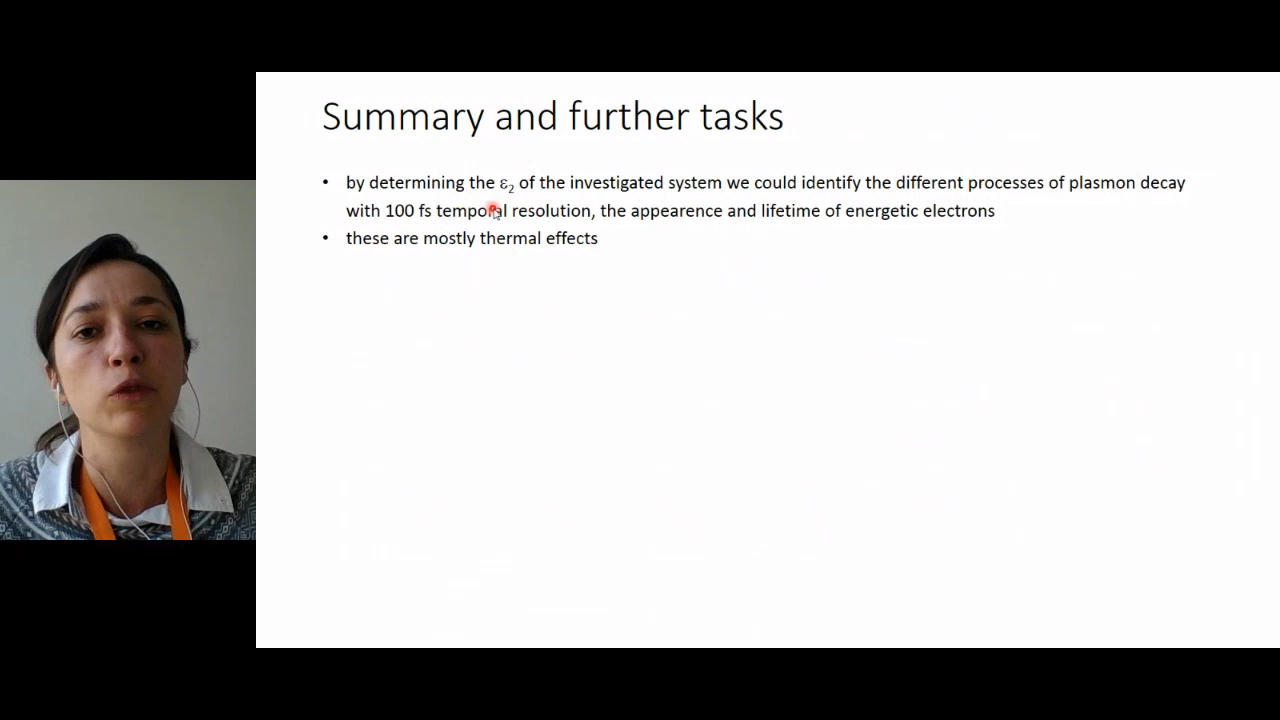 Summary and further tasks
• by determining the ε₂ of the investigated system we could identify the different processes of plasmon decay
with 100 fs temporal resolution, the appearence and lifetime of energetic electrons
• these are mostly thermal effects